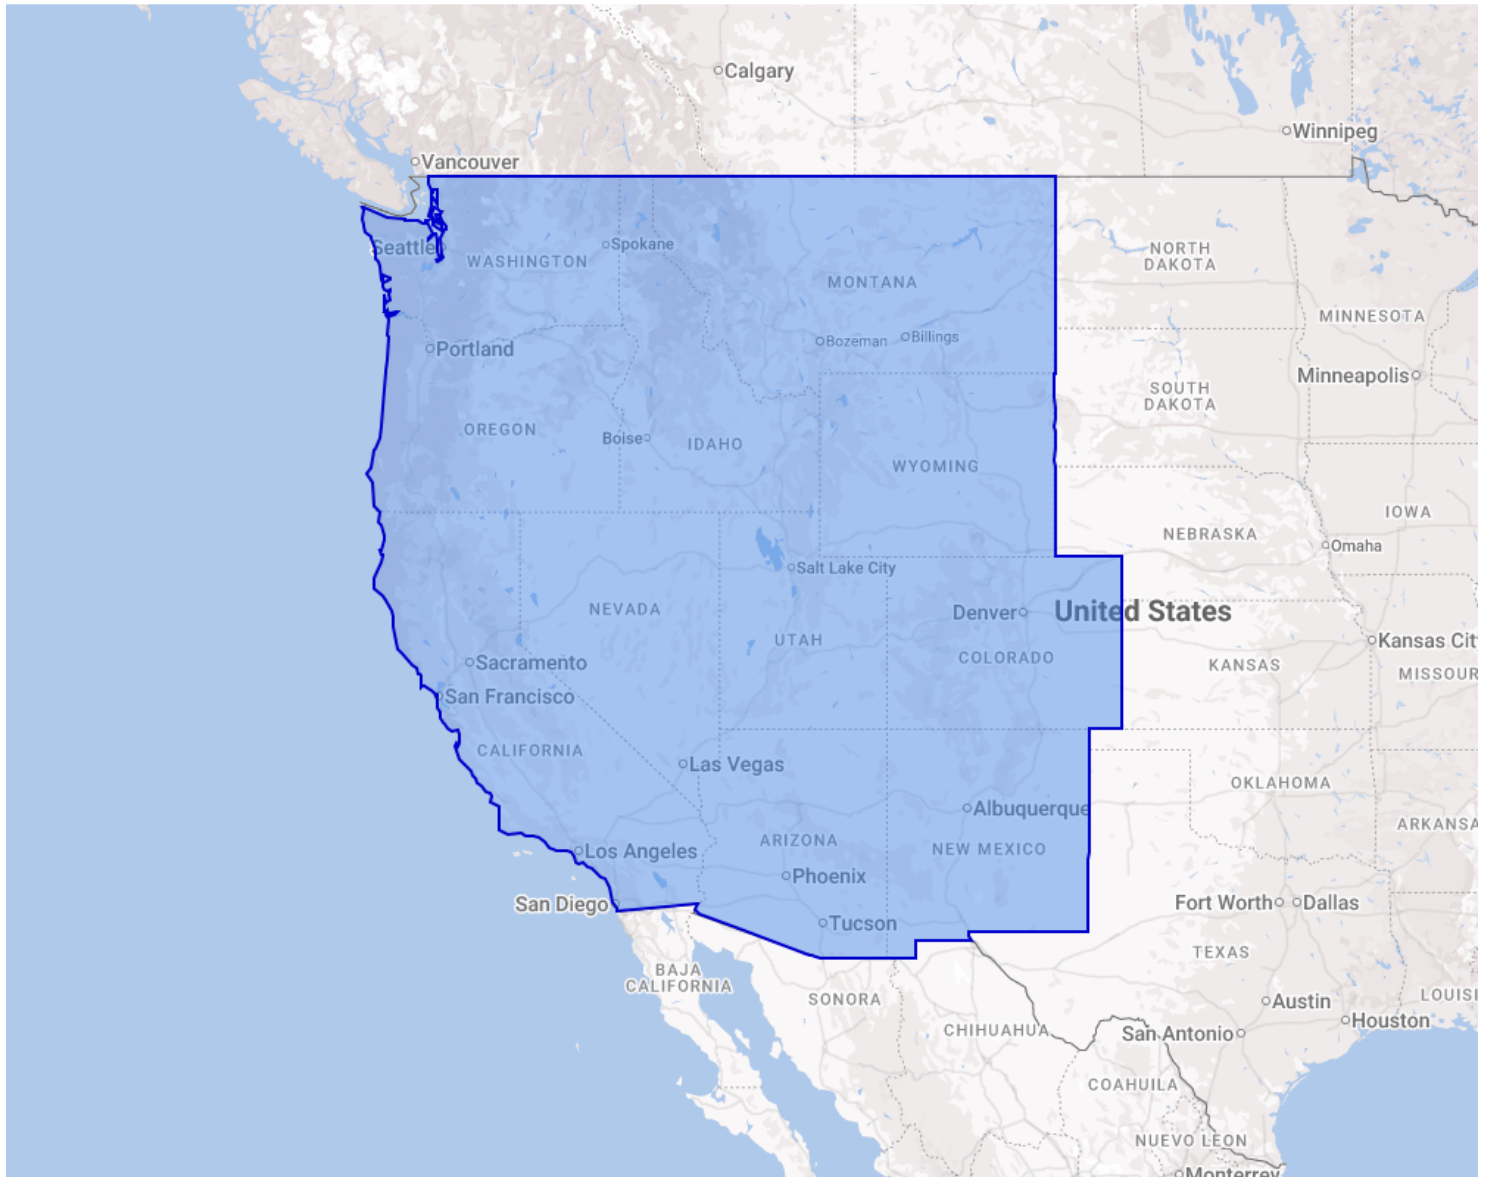 Calgary
Winnipeg
Vancouver
Seattle
Spokane
WASHINGTON
NORTH
DAKOTA
MONTANA
MINNESOTA
Bozeman
Billings
Portland
Minneapolis
SOUTH
DAKOTA
OREGON
Boise
IDAHO
WYOMING
IOWA
NEBRASKA
Omaha
Salt Lake City
NEVADA
Denver
United States
UTAH
COLORADO
Kansas Cit
Sacramento
KANSAS
MISSOUR
San Francisco
CALIFORNIA
Las Vegas
OKLAHOMA
Albuquerque
ARKANSA
ARIZONA
NEW MEXICO
Los Angeles
Phoenix
San Diego
Fort Worth
Dallas
Tucson
TEXAS
BAJA
CALIFORNIA
SONORA
LOUISI
Austin
Houston
CHIHUAHUA
San Antonio
COAHUILA
NUEVO LEON
Monterrey